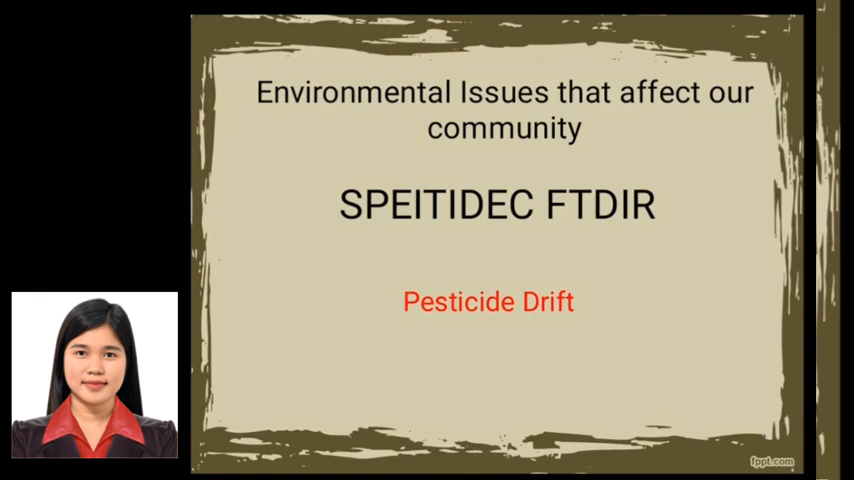 Environmental Issues that affect our
community
SPEITIDEC FTDIR
Pesticide Drift
fppt.com